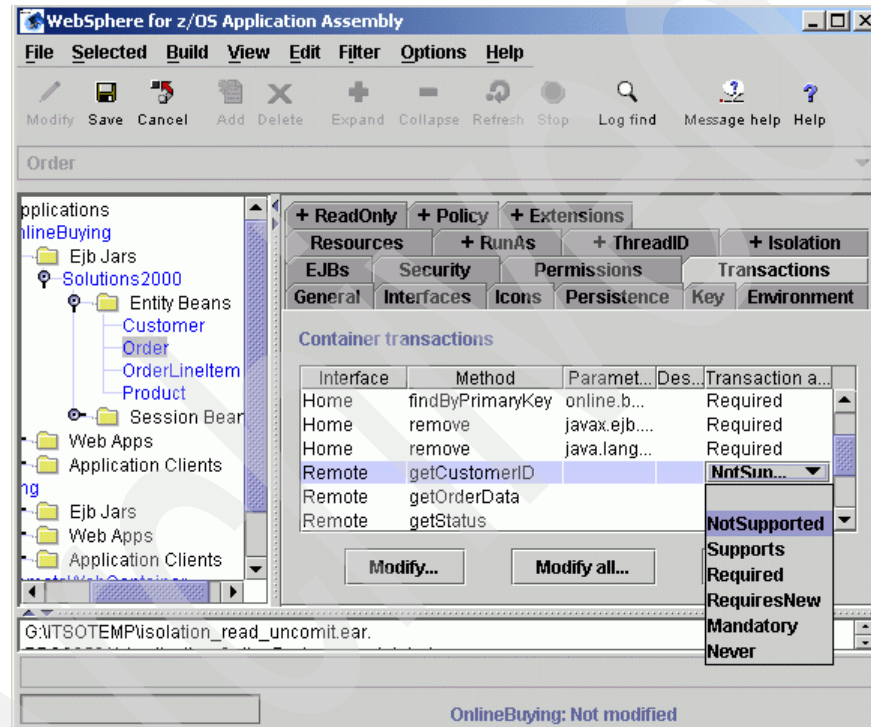 WebSphere for z/OS Application Assembly
File Selected Build View Edit Filter Options Help
Modify Save Cancel Add Delete Expand Collapse Refresh Stop Log find Message help Help
Order
pplications
nlineBuying
Ejb Jars
Solutions2000
Entity Beans
Customer
Order
OrderLineItem
Product
Session Bear
Web Apps
Application Clients
ng
Ejb Jars
Web Apps
Application Clients
+ ReadOnly + Policy + Extensions
Resources + RunAs + ThreadID + Isolation
EJBs Security Permissions Transactions
General Interfaces Icons Persistence Key Environment
Container transactions
Interface Method Paramet... Des... Transaction a...
Home findByPrimaryKey online.b... Required
Home remove javax.ejb.... Required
Home remove java.lang... Required
Remote getCustomerID NotSup...
Remote getOrderData
Remote getStatus
NotSupported
Supports
Required
RequiresNew
Mandatory
Never
Modify... Modify all...
G:\ITSOTEMP\isolation_read_uncomit.ear.
OnlineBuying: Not modified